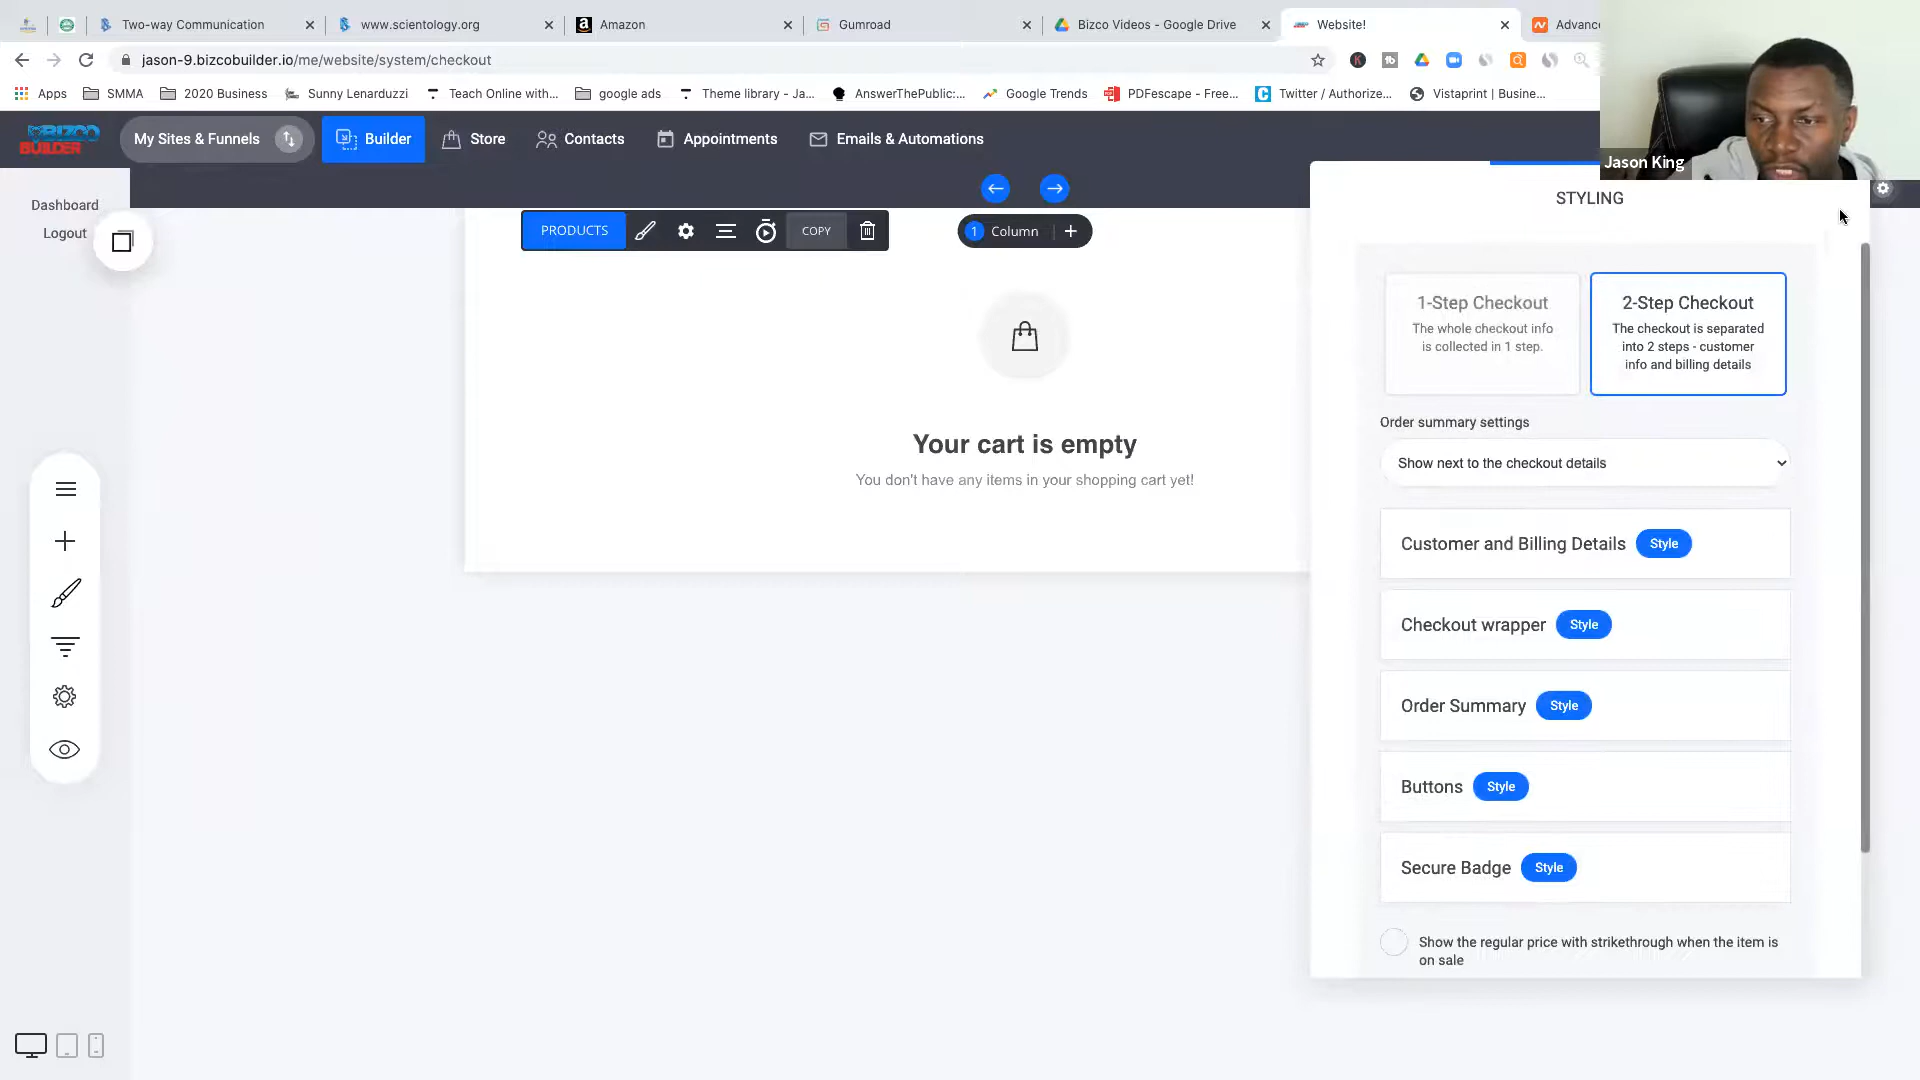 Two-way Communication
www.scientology.org
Amazon
Gumroad
Bizco Videos - Google Drive
Website!
Advanc
jason-9.bizcobuilder.io/me/website/system/checkout
Apps
SMMA
2020 Business
Sunny Lenarduzzi
Teach Online with...
google ads
Theme library - Ja...
AnswerThePublic:...
Google Trends
PDFescape - Free...
Twitter / Authorize...
Vistaprint | Busine...
BIZCO
BUILDER
My Sites & Funnels
Builder
Store
Contacts
Appointments
Emails & Automations
Jason King
Dashboard
Logout
PRODUCTS
COPY
1 Column
Your cart is empty
You don't have any items in your shopping cart yet!
STYLING
1-Step Checkout
The whole checkout info
is collected in 1 step.
2-Step Checkout
The checkout is separated
into 2 steps - customer
info and billing details
Order summary settings
Show next to the checkout details
Customer and Billing Details Style
Checkout wrapper Style
Order Summary Style
Buttons Style
Secure Badge Style
Show the regular price with strikethrough when the item is
on sale